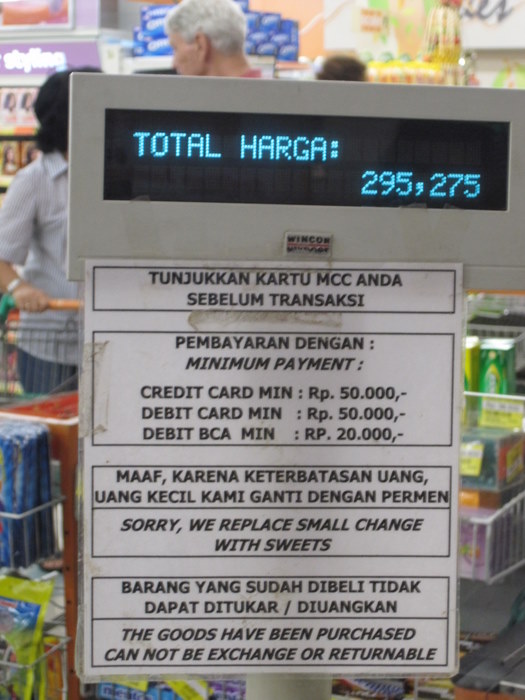 styling
TOTAL HARGA:
295,275
WINCOR
TUNJUKKAN KARTU MCC ANDA
SEBELUM TRANSAKSI
PEMBAYARAN DENGAN :
MINIMUM PAYMENT :
CREDIT CARD MIN : Rp. 50.000,-
DEBIT CARD MIN : Rp. 50.000,-
DEBIT BCA MIN : RP. 20.000,-
MAAF, KARENA KETERBATASAN UANG,
UANG KECIL KAMI GANTI DENGAN PERMEN
SORRY, WE REPLACE SMALL CHANGE
WITH SWEETS
BARANG YANG SUDAH DIBELI TIDAK
DAPAT DITUKAR / DIUANGKAN
THE GOODS HAVE BEEN PURCHASED
CAN NOT BE EXCHANGE OR RETURNABLE